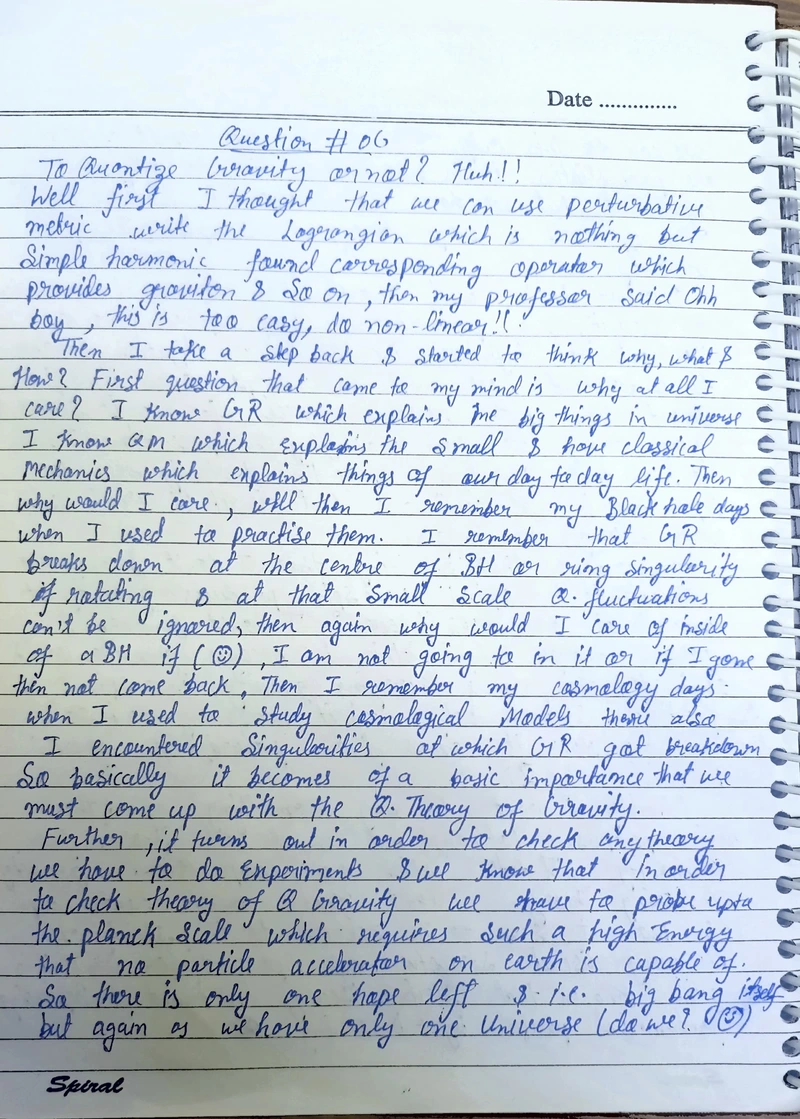 Date ..............
Question # 06
To Quantize Gravity or not? Huh!!
Well first I thought that we can use perturbative
metric write the Lagrangian which is nothing but
Simple harmonic found corresponding operator which
provides graviton & So on, then my professor said Ohh
boy, this is too easy, do non-linear!!
Then I take a step back & started to think why, what &
How? First question that came to my mind is why at all I
care? I know GR which explains the big things in universe
I know QM which explains the small & have classical
Mechanics which explains things of our day to day life. Then
why would I care, will then I remember my Black hole days
when I used to practise them. I remember that GR
breaks down at the centre of BH or ring singularity
if rotating & at that Small Scale Q. fluctuations
can't be ignored, then again why would I care of inside
of a BH if (☺), I am not going to in it or if I gone
then not come back, Then I remember my cosmology days
when I used to study cosmological Models there also
I encountered Singularities at which GR got breakdown
So basically it becomes of a basic importance that we
must come up with the Q. Theory of Gravity.
Further, it turns out in order to check any theory
we have to do Experiments & we know that In order
to check theory of Q Gravity we have to probe upto
the planck Scale which requires Such a high Energy
that no particle accelerator on earth is capable of.
So there is only one hope left & i.e. big bang itself
but again as we have only one Universe (do we? ☺)
Spiral